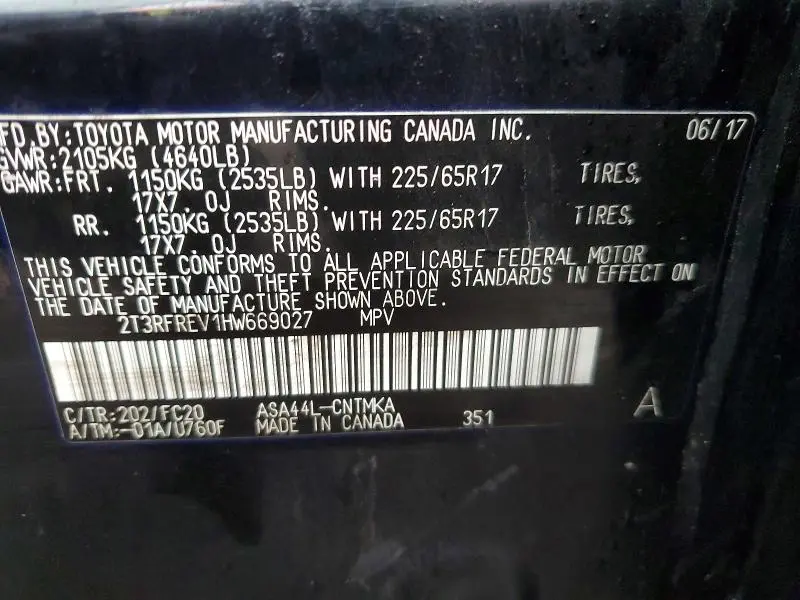 MFD. BY: TOYOTA MOTOR MANUFACTURING CANADA INC. 06/17
GVWR: 2105KG (4640LB)
GAWR: FRT. 1150KG (2535LB) WITH 225/65R17 TIRES,
17X7.0J RIMS.
RR. 1150KG (2535LB) WITH 225/65R17 TIRES,
17X7.0J RIMS.
THIS VEHICLE CONFORMS TO ALL APPLICABLE FEDERAL MOTOR
VEHICLE SAFETY AND THEFT PREVENTION STANDARDS IN EFFECT ON
THE DATE OF MANUFACTURE SHOWN ABOVE.
2T3RFREV1HW669027 MPV
C/TR: 202/FC20 ASA44L-CNTMKA
A/TM: -01A/U760F MADE IN CANADA 351 A